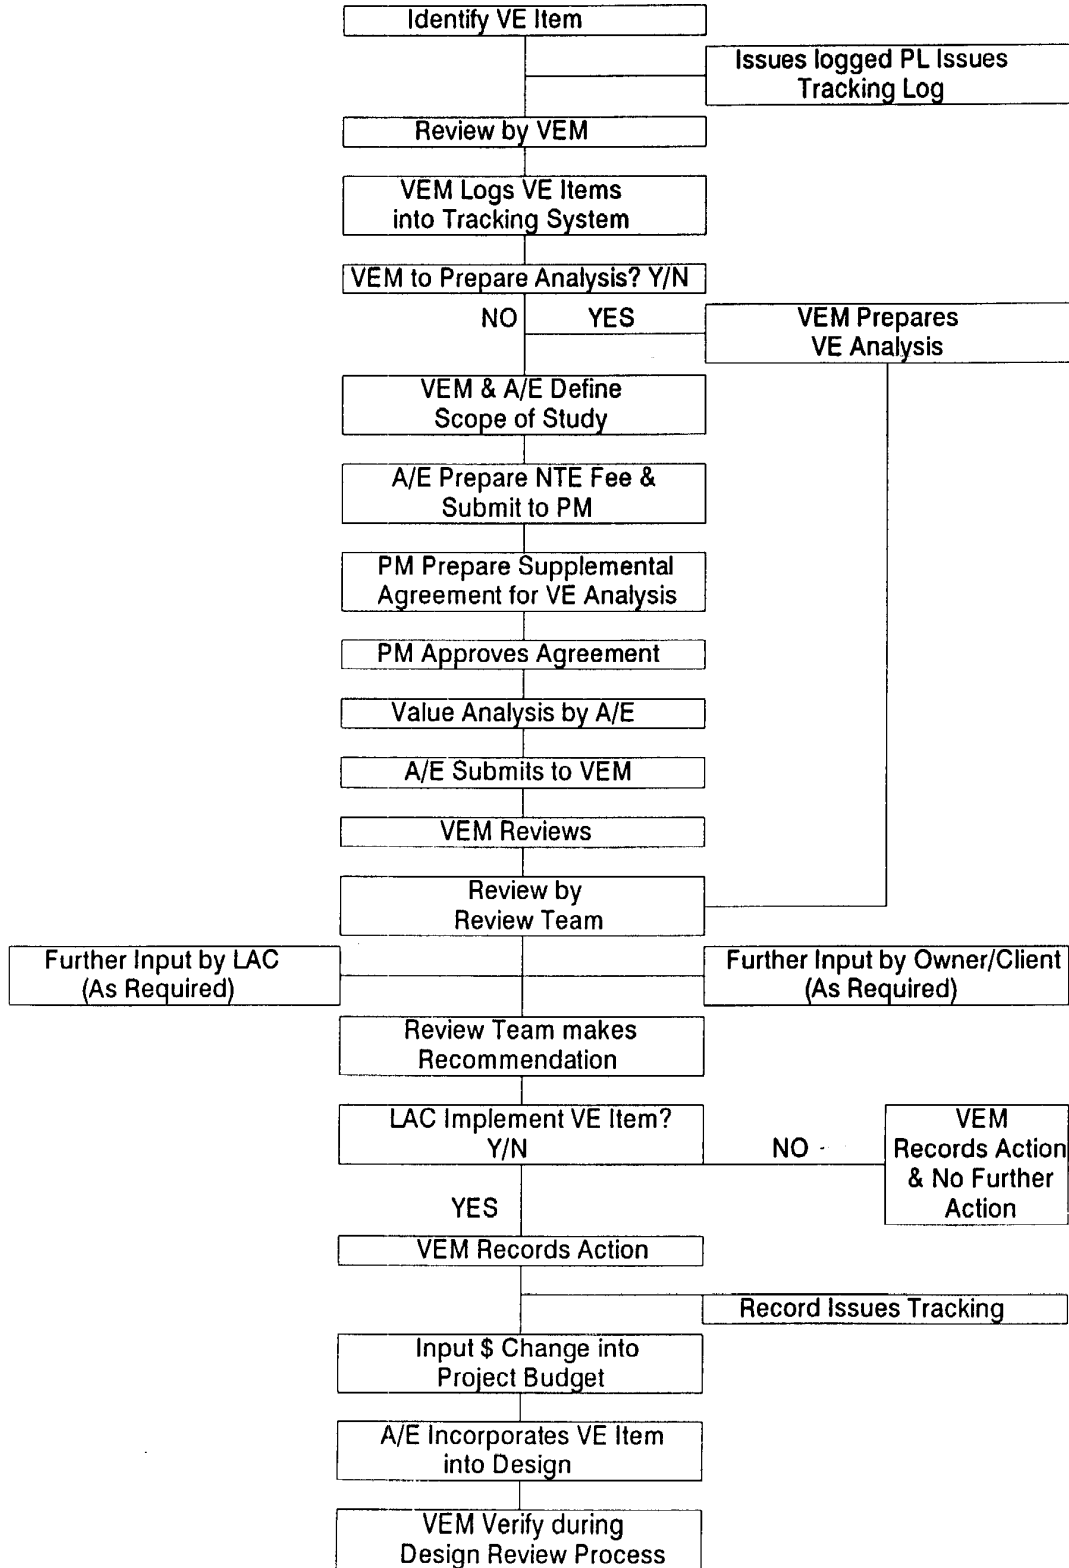 Identify VE Item
Issues logged PL Issues
Tracking Log
Review by VEM
VEM Logs VE Items
into Tracking System
VEM to Prepare Analysis? Y/N
NO
YES
VEM Prepares
VE Analysis
VEM & A/E Define
Scope of Study
A/E Prepare NTE Fee &
Submit to PM
PM Prepare Supplemental
Agreement for VE Analysis
PM Approves Agreement
Value Analysis by A/E
A/E Submits to VEM
VEM Reviews
Review by
Review Team
Further Input by LAC
(As Required)
Further Input by Owner/Client
(As Required)
Review Team makes
Recommendation
LAC Implement VE Item?
Y/N
NO
VEM
Records Action
& No Further
Action
YES
VEM Records Action
Record Issues Tracking
Input $ Change into
Project Budget
A/E Incorporates VE Item
into Design
VEM Verify during
Design Review Process